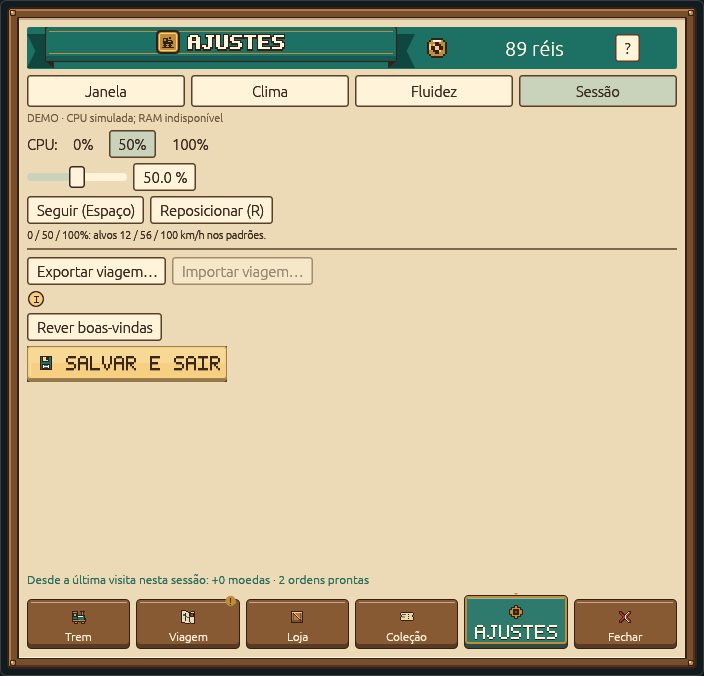 AJUSTES
89 réis
?
Janela
Clima
Fluidez
Sessão
DEMO · CPU simulada; RAM indisponível
CPU: 0% 50% 100%
50.0 %
Seguir (Espaço)
Reposicionar (R)
0 / 50 / 100%: alvos 12 / 56 / 100 km/h nos padrões.
Exportar viagem...
Importar viagem...
I
Rever boas-vindas
SALVAR E SAIR
Desde a última visita nesta sessão: +0 moedas · 2 ordens prontas
!
Trem
Viagem
Loja
Coleção
AJUSTES
Fechar